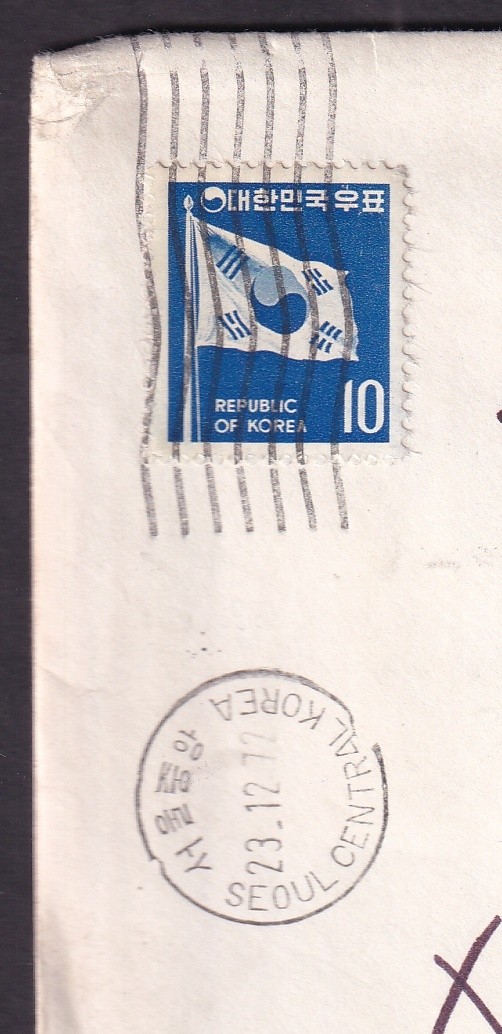 대한민국우표
REPUBLIC
OF KOREA
10
서울중앙
SEOUL CENTRAL KOREA
KOREA
23.12.72